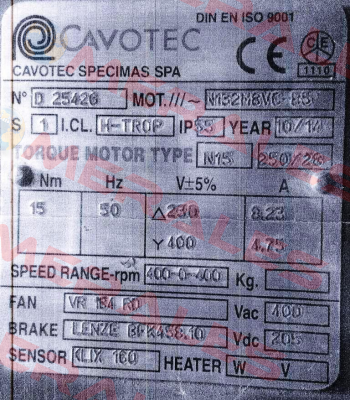 DIN EN ISO 9001
CAVOTEC
CE
1110
CAVOTEC SPECIMAS SPA
N° D 25426 MOT./// ~
S 1 I.CL. H-TROP IP 55 YEAR 10/14
TORQUE MOTOR TYPE N15 250/28
Nm Hz V±5% A
15 50 △ 230 8.23
Y 400 4.75
SPEED RANGE-rpm 400-0-400 Kg.
FAN VR 164 RD Vac 400
BRAKE LENZE BFK458.10 Vdc 205
SENSOR KLIX 160 HEATER W V